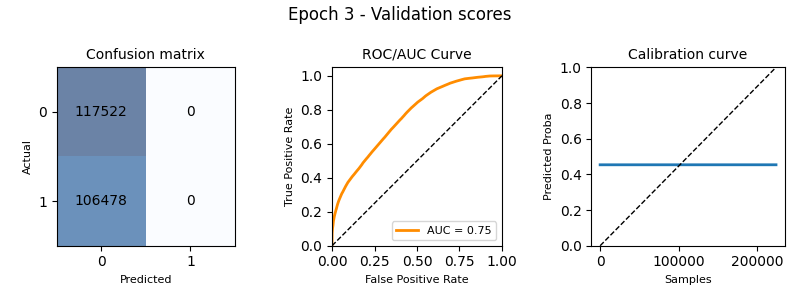 Epoch 3 - Validation scores
Confusion matrix
0
1
Actual
117522
0
106478
0
0
1
Predicted
ROC/AUC Curve
1.0
0.8
0.6
0.4
0.2
0.0
True Positive Rate
AUC = 0.75
0.00
0.25
0.50
0.75
1.00
False Positive Rate
Calibration curve
1.0
0.8
0.6
0.4
0.2
0.0
Predicted Proba
0
100000
200000
Samples